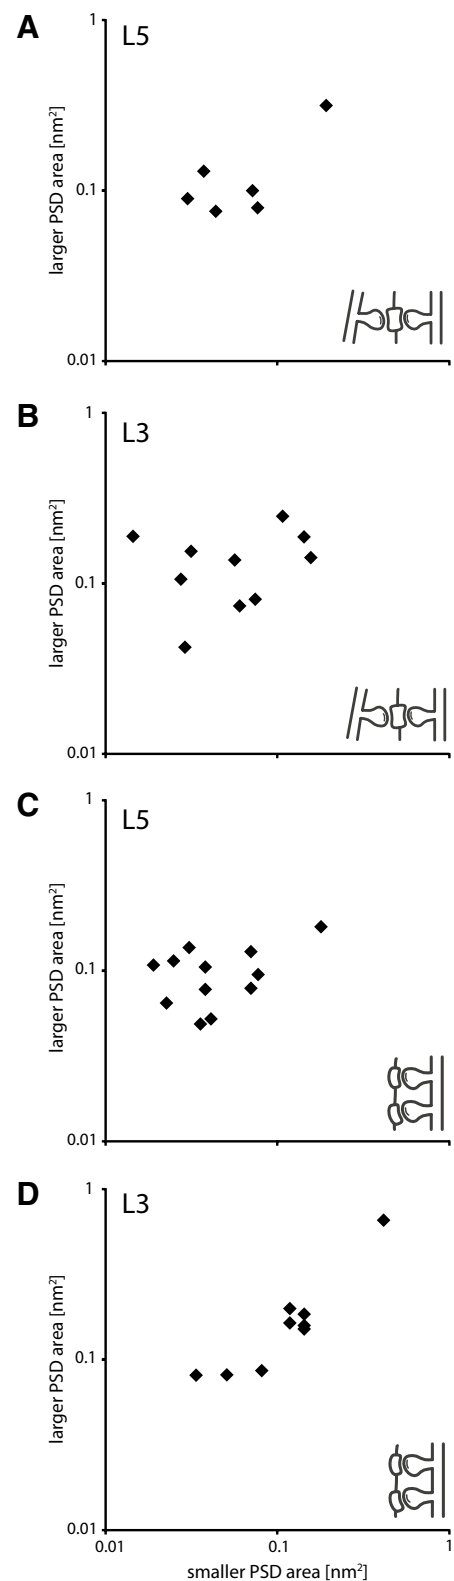 A
L5
1
larger PSD area [nm²]
0.1
0.01
B
L3
1
larger PSD area [nm²]
0.1
0.01
C
L5
1
larger PSD area [nm²]
0.1
0.01
D
L3
1
larger PSD area [nm²]
0.1
0.01
0.01 0.1 1
smaller PSD area [nm²]